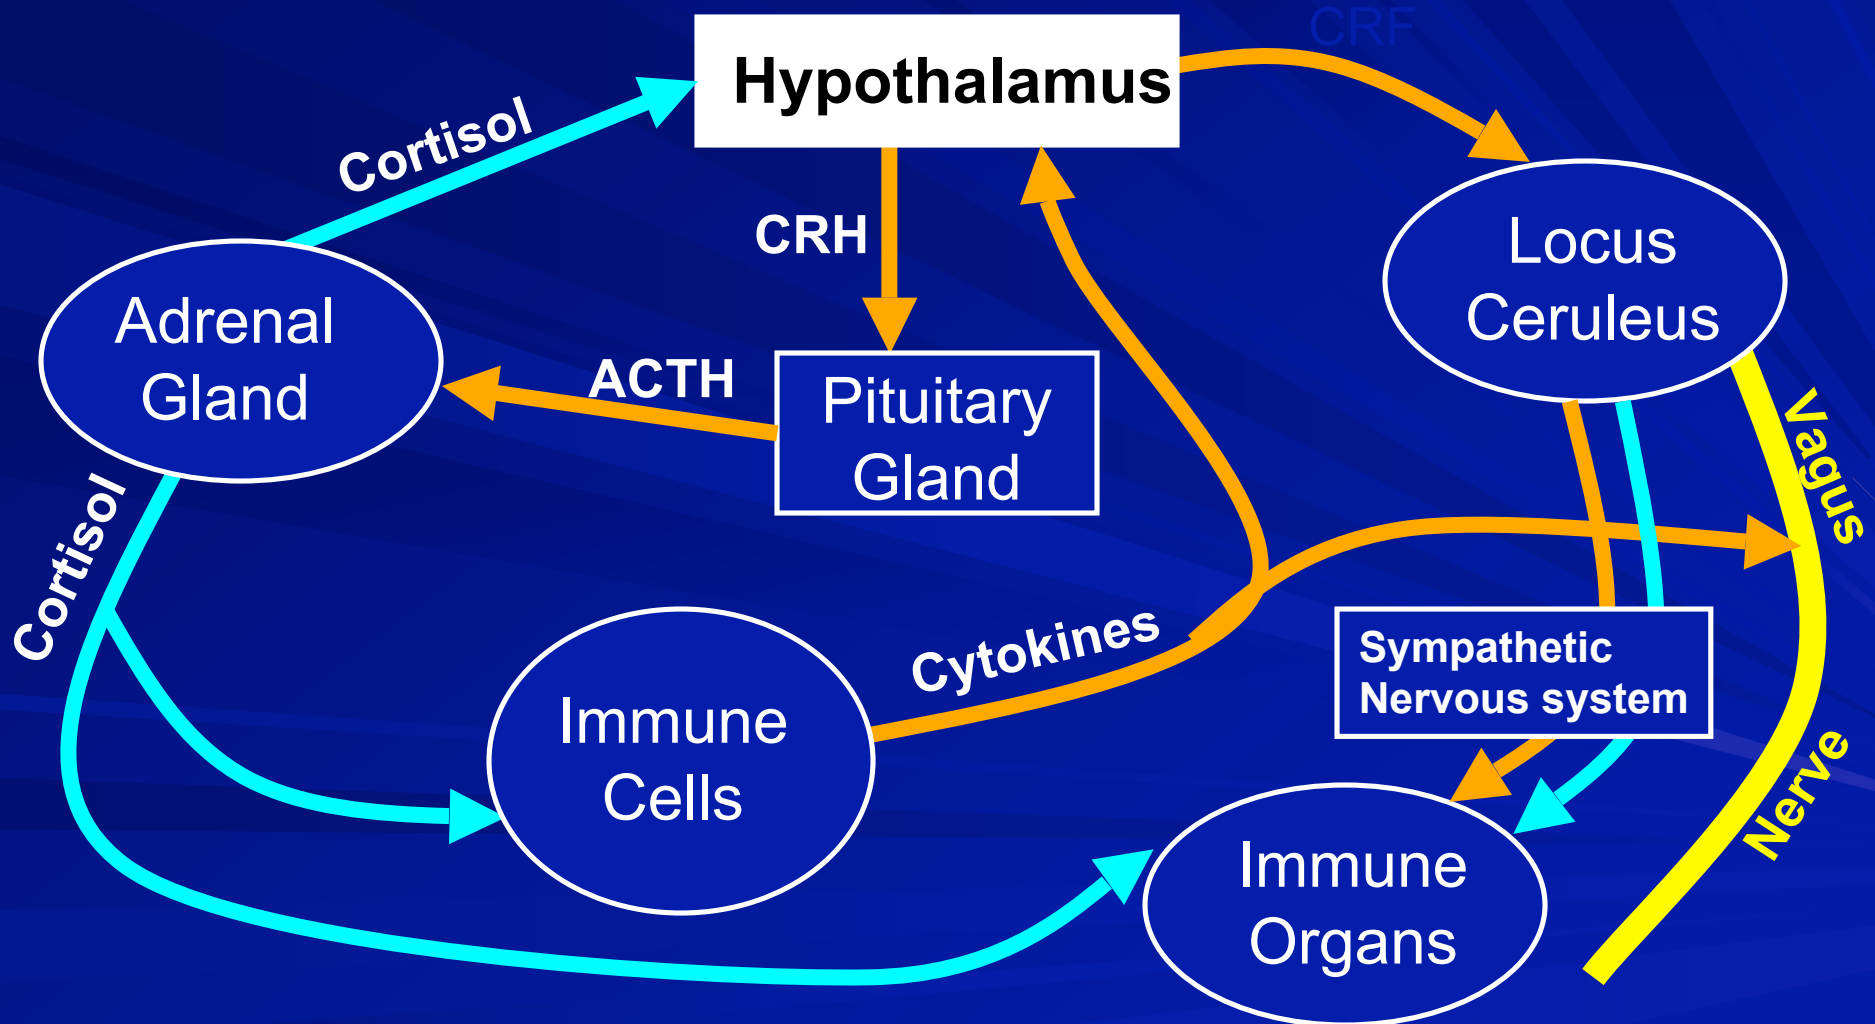 CRF
Hypothalamus
Cortisol
CRH
Locus
Ceruleus
Adrenal
Gland
ACTH
Pituitary
Gland
Vagus
Cortisol
Cytokines
Sympathetic
Nervous system
Immune
Cells
Nerve
Immune
Organs